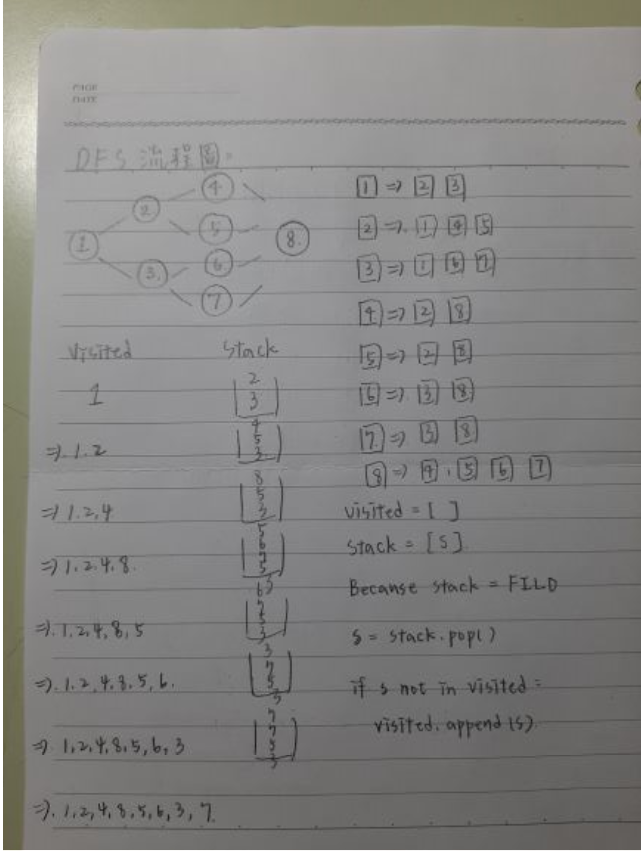 PAGE
DATE
DFS 流程圖:
1
2
3.
4
5
6
7
8.
1 => 2 3
2 =>. 1 4 5
3 => 1 6 7
4 => 2 8
5 => 2 8
6 => 3 8
7 => 3 8
8 => 4 . 5 6 7
visited = [ ]
Stack = [S]
Because stack = FILO
s = stack.pop( )
if s not in visited:
visited.append(s)
Visited Stack
1
2
3
=>. 1.2
4
5
3
=> 1.2.4
8
5
3
=> 1,2,4,8.
5
6
7
5
3
=>. 1,2,4,8,5
6
7
5
3
=>. 1.2,4.8.5,6.
3
7
5
3
=> 1,2,4,8,5,6,3
7
7
5
3
=>. 1,2,4,8,5,6,3,7.